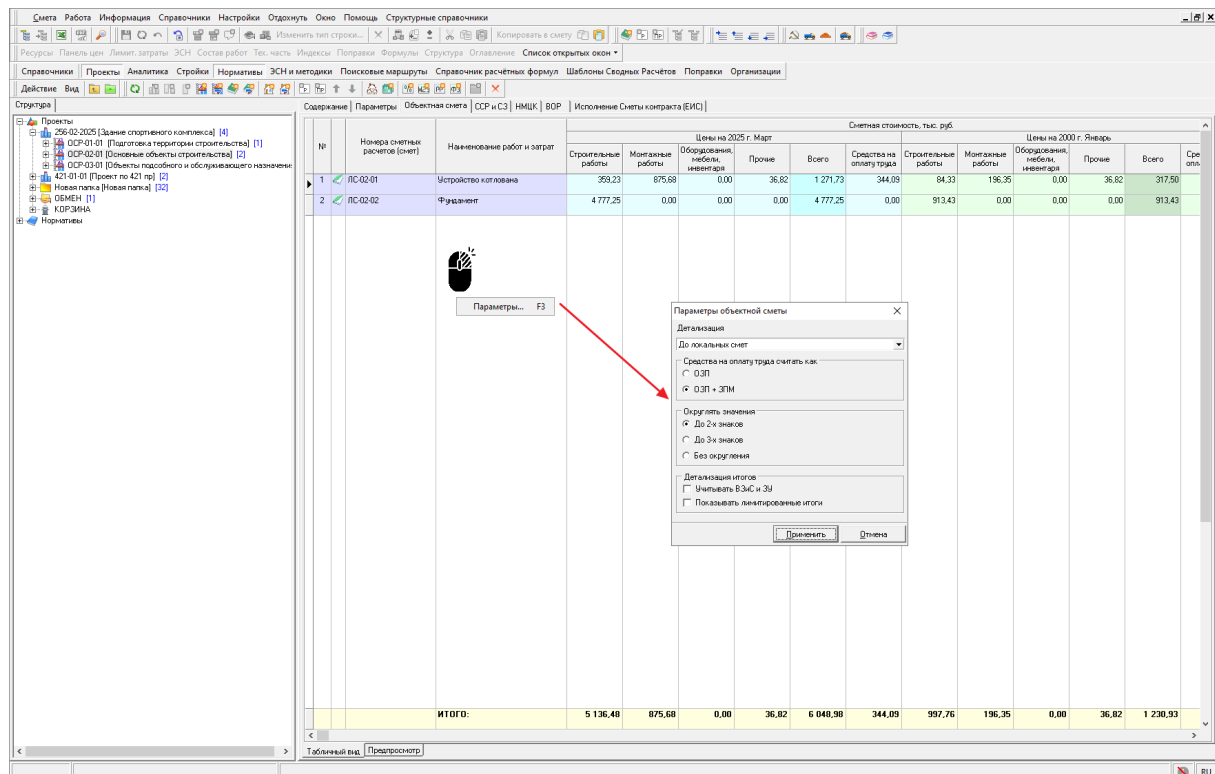 Смета Работа Информация Справочники Настройки Отдохнуть Окно Помощь Структурные справочники
Изменить тип строки... Копировать в смету
Ресурсы Панель цен Лимит. затраты ЭСН Состав работ Тех. часть Индексы Поправки Формулы Структура Оглавление Список открытых окон
Справочники Проекты Аналитика Стройки Нормативы ЭСН и методики Поисковые маршруты Справочник расчётных формул Шаблоны Сводных Расчётов Поправки Организации
Действие Вид
Структура
Содержание Параметры Объектная смета ССР и СЗ НМЦК ВОР Исполнение Сметы контракта (ЕИС)
Проекты
256-02-2025 [Здание спортивного комплекса] [4]
ОСР-01-01 [Подготовка территории строительства] [1]
ОСР-02-01 [Основные объекты строительства] [2]
ОСР-03-01 [Объекты подсобного и обслуживающего назначени
421-01-01 [Проект по 421 пр] [2]
Новая папка [Новая папка] [32]
ОБМЕН [1]
КОРЗИНА
Нормативы
№ Номера сметных расчетов (смет) Наименование работ и затрат
Сметная стоимость, тыс. руб.
Цены на 2025 г. Март Цены на 2000 г. Январь
Строительные работы Монтажные работы Оборудования, мебели, инвентаря Прочие Всего Средства на оплату труда Строительные работы Монтажные работы Оборудования, мебели, инвентаря Прочие Всего Сре опла
1 ЛС-02-01 Устройство котлована 359,23 875,68 0,00 36,82 1 271,73 344,09 84,33 196,35 0,00 36,82 317,50
2 ЛС-02-02 Фундамент 4 777,25 0,00 0,00 0,00 4 777,25 0,00 913,43 0,00 0,00 0,00 913,43
Параметры... F3
Параметры объектной сметы
Детализация
До локальных смет
Средства на оплату труда считать как
ОЗП
ОЗП + ЗПМ
Округлять значения
До 2-х знаков
До 3-х знаков
Без округления
Детализация итогов
Учитывать ВЗиС и ЗУ
Показывать лимитированные итоги
Применить Отмена
ИТОГО: 5 136,48 875,68 0,00 36,82 6 048,98 344,09 997,76 196,35 0,00 36,82 1 230,93
Табличный вид Предпросмотр
RU